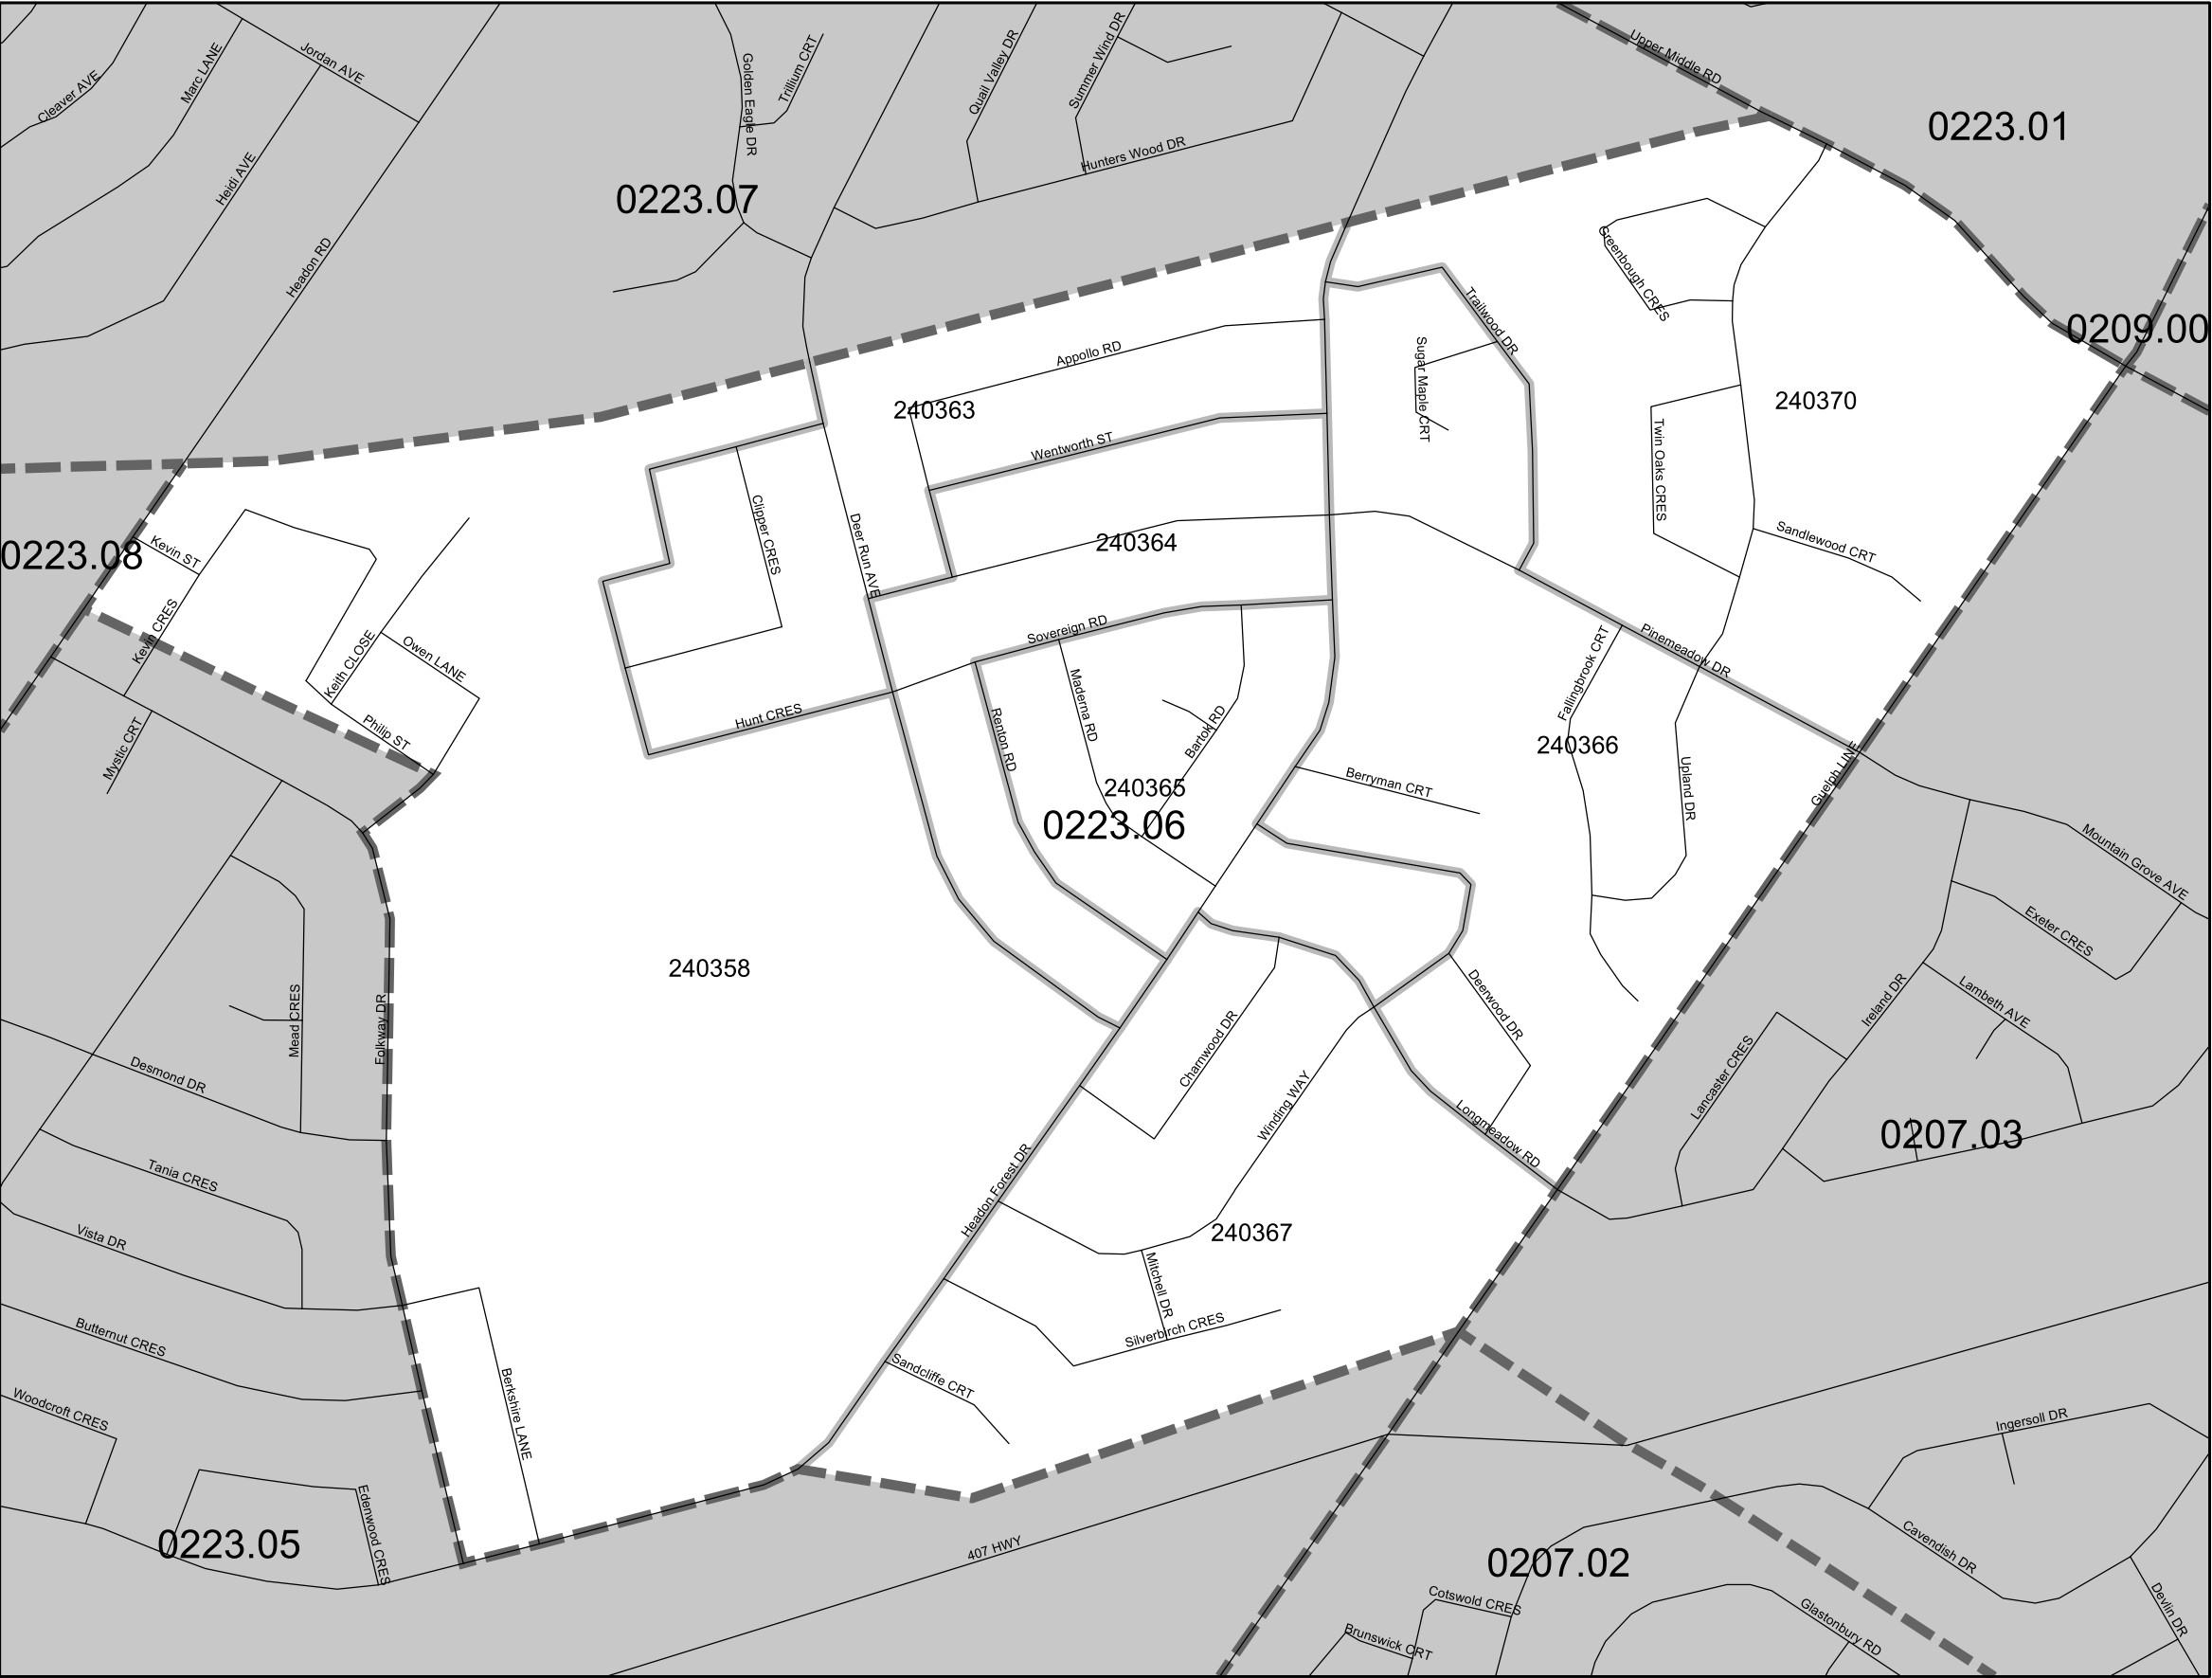 Upper Middle RD
Jordan AVE
Marc LANE
Cleaver AVE
Golden Eagle DR
Trillium CRT
Quail Valley DR
Summer Wind DR
0223.01
Hunters Wood DR
Heidi AVE
0223.07
Headon RD
Greenbough CRES
Trailwood DR
0209.00
Appollo RD
Sugar Maple CRT
240363
240370
Wentworth ST
Twin Oaks CRES
Clipper CRES
Deer Run AVE
240364
Sandlewood CRT
Kevin ST
0223.08
Kevin CRES
Keith CLOSE
Owen LANE
Sovereign RD
Fallingbrook CRT
Pinemeadow DR
Philip ST
Mystic CRT
Hunt CRES
Renton RD
Maderna RD
Bartok RD
240366
Berryman CRT
Upland DR
Guelph LINE
240365
0223.06
Mountain Grove AVE
Exeter CRES
240358
Mead CRES
Folkway DR
Deerwood DR
Ireland DR
Lambeth AVE
Charnwood DR
Desmond DR
Winding WAY
Lancaster CRES
Longmeadow RD
0207.03
Tania CRES
Headon Forest DR
Vista DR
240367
Mitchell DR
Butternut CRES
Silverbirch CRES
Sandcliffe CRT
Berkshire LANE
Woodcroft CRES
Ingersoll DR
Edenwood CRES
0223.05
407 HWY
Cavendish DR
0207.02
Cotswold CRES
Devlin DR
Glastonbury RD
Brunswick CRT